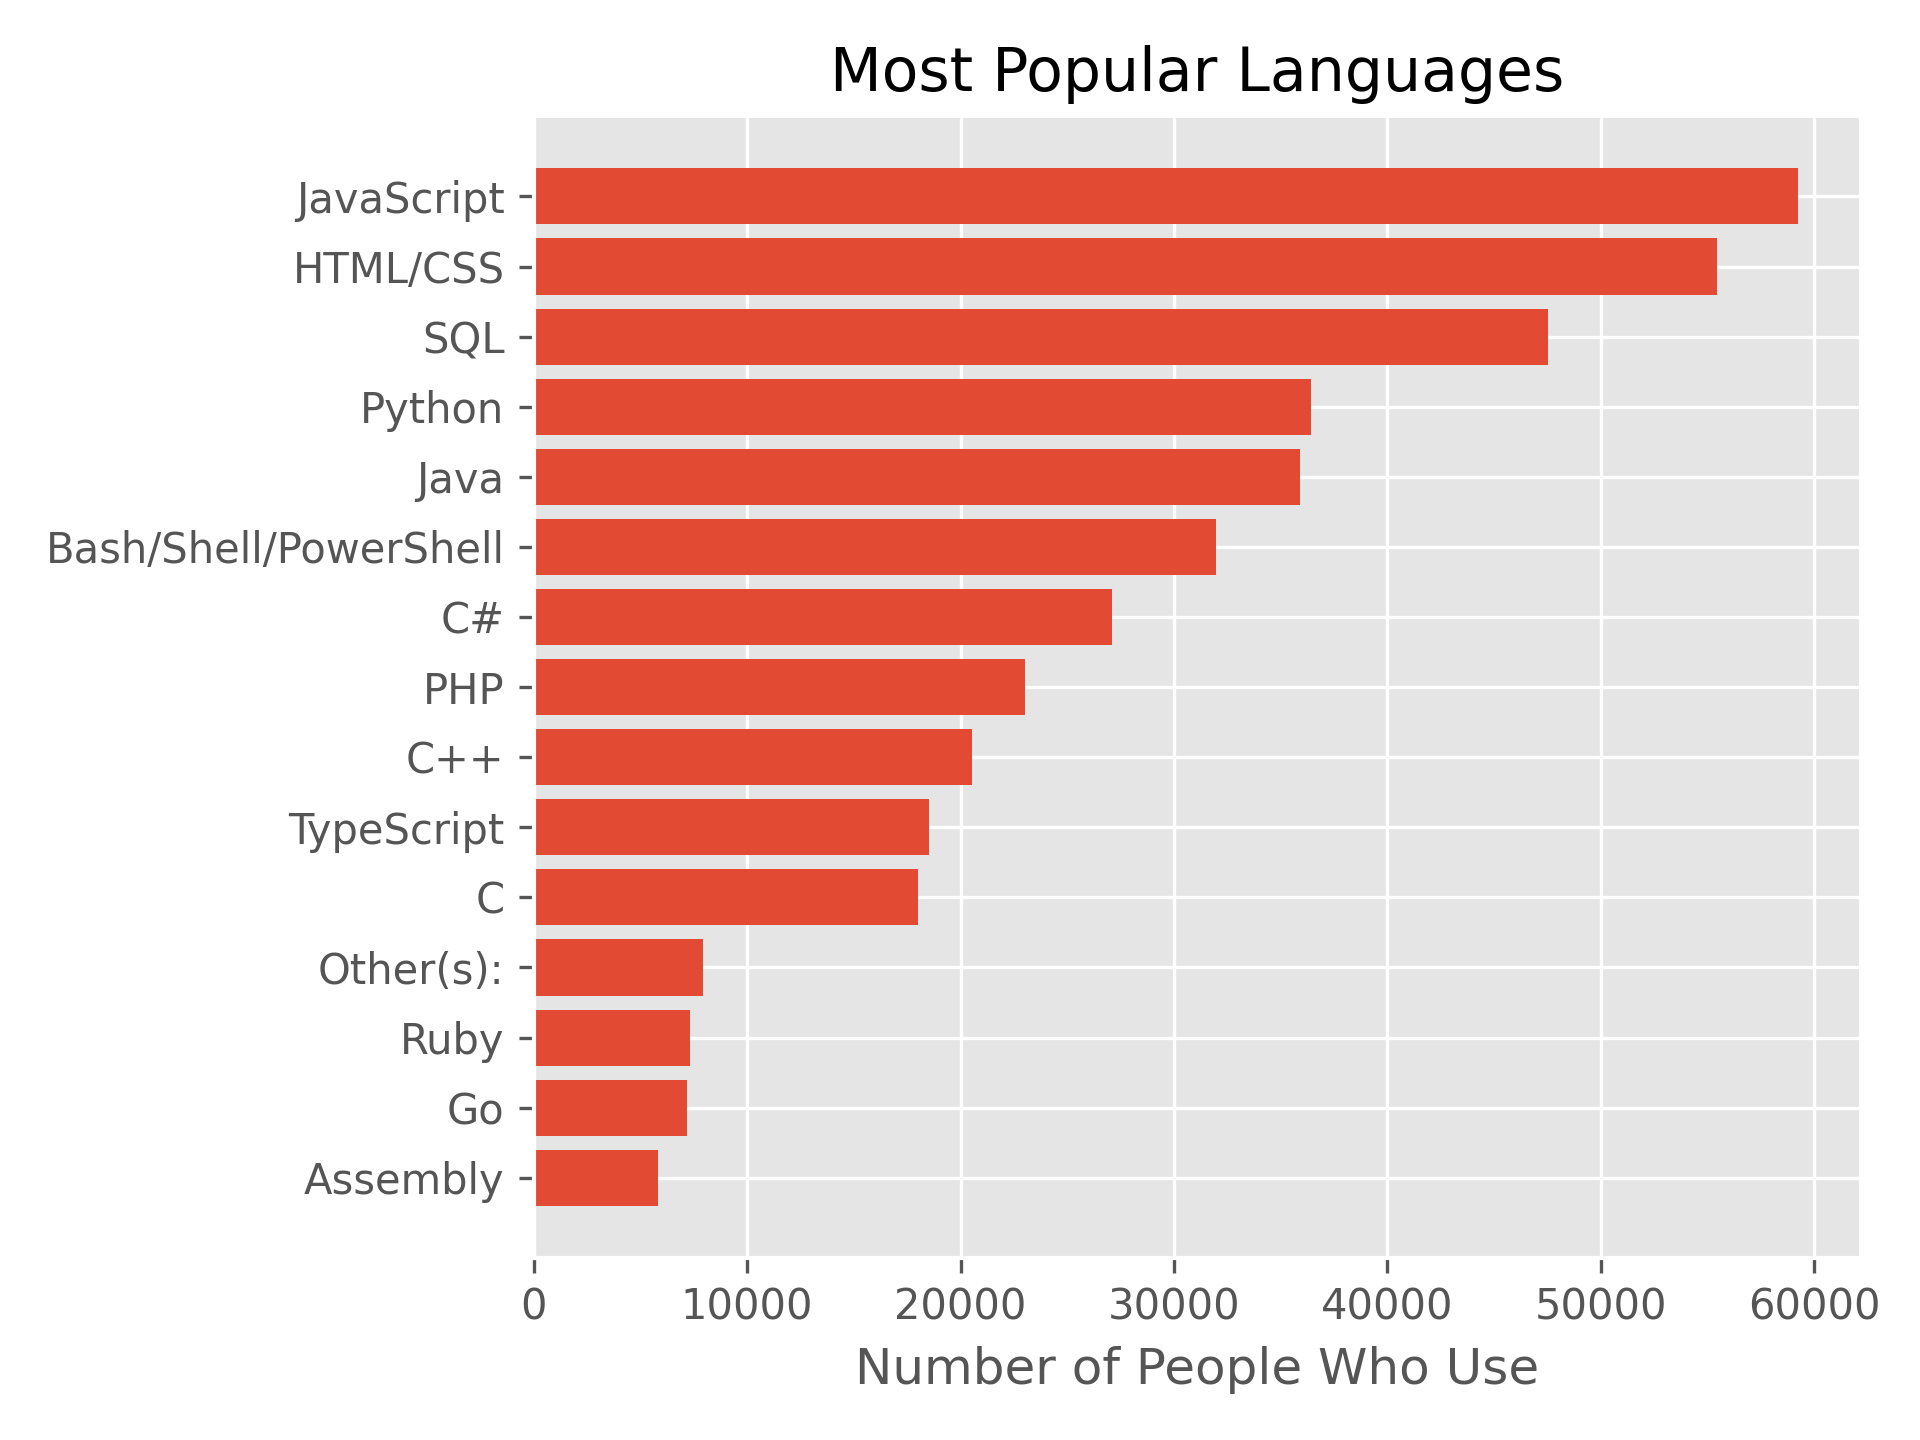 Most Popular Languages
JavaScript
HTML/CSS
SQL
Python
Java
Bash/Shell/PowerShell
C#
PHP
C++
TypeScript
C
Other(s):
Ruby
Go
Assembly
0 10000 20000 30000 40000 50000 60000
Number of People Who Use